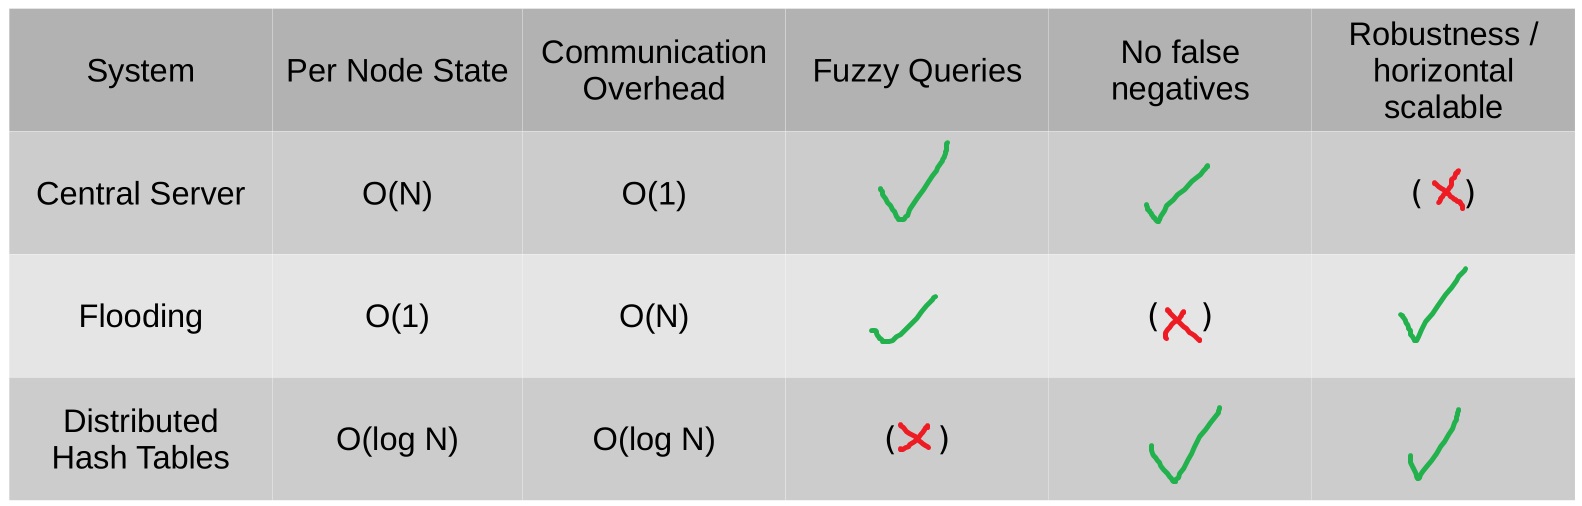 System
Per Node State
Communication
Overhead
Fuzzy Queries
No false
negatives
Robustness /
horizontal
scalable
Central Server
O(N)
O(1)
✓
✓
(✗)
Flooding
O(1)
O(N)
✓
(✗)
✓
Distributed
Hash Tables
O(log N)
O(log N)
(✗)
✓
✓